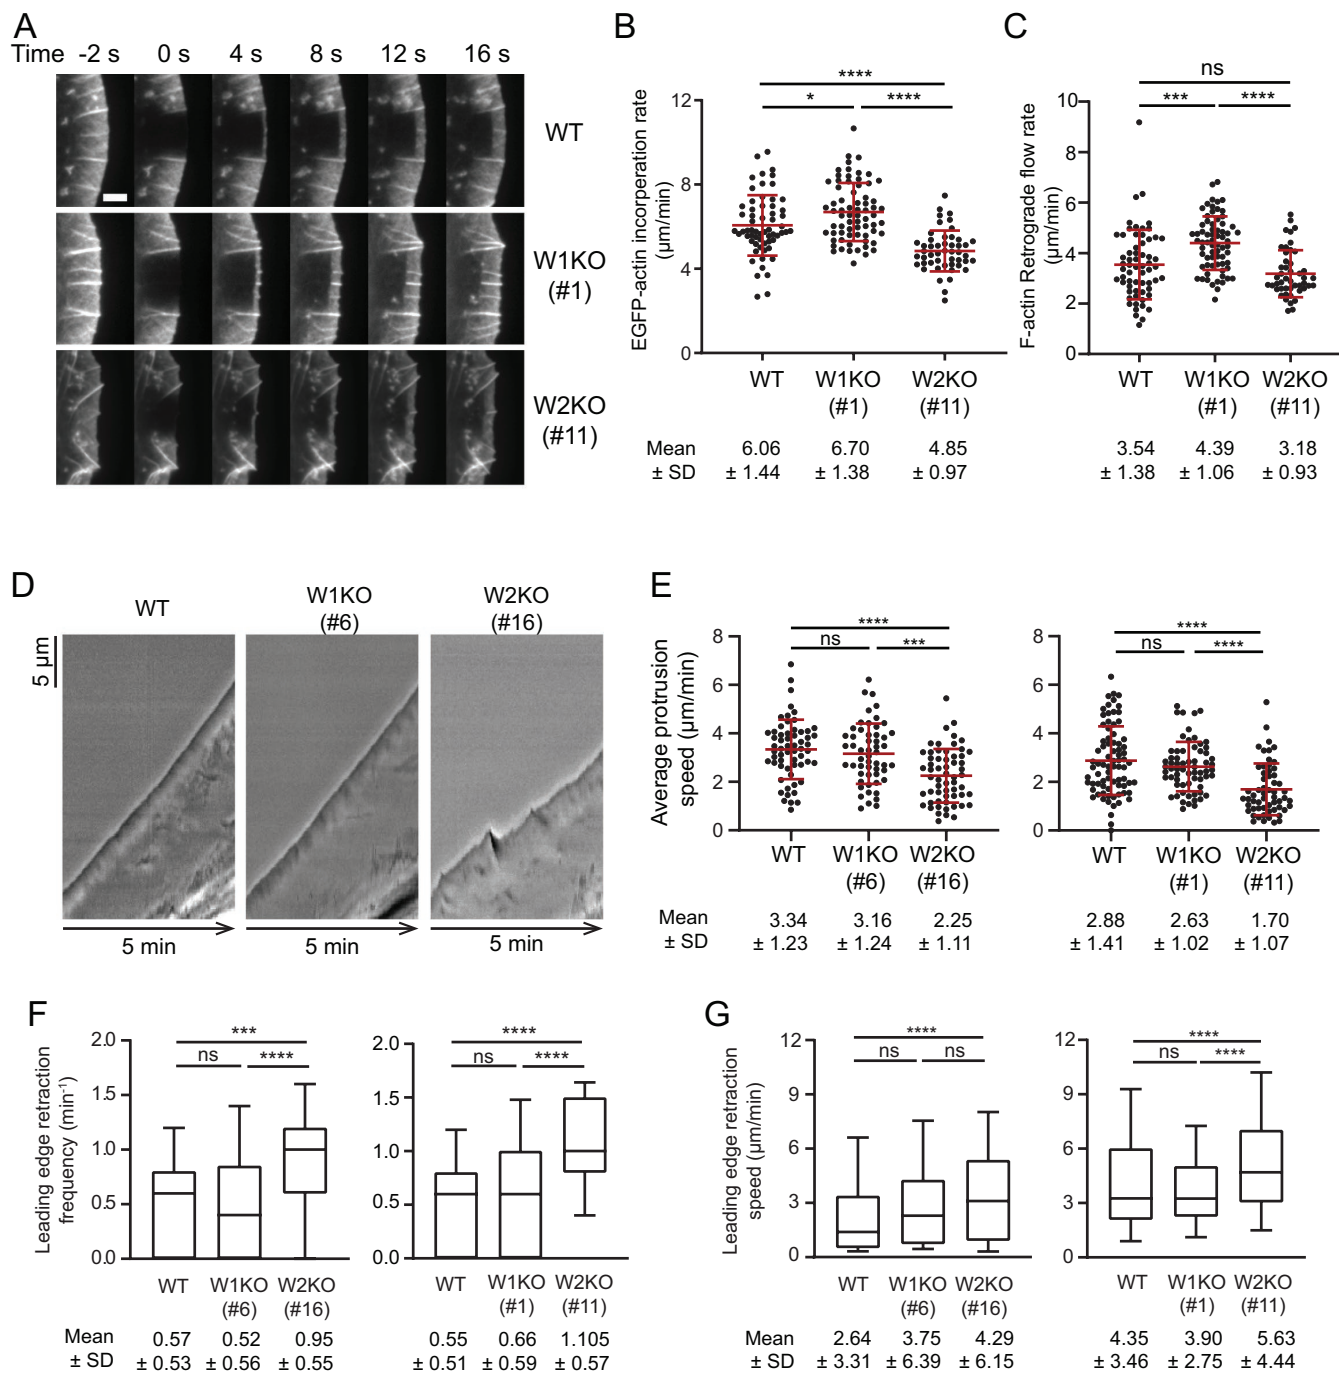 A
Time -2 s 0 s 4 s 8 s 12 s 16 s
WT
W1KO
(#1)
W2KO
(#11)
B
EGFP-actin incorperation rate
(µm/min)
**** 
* ****
12
8
4
0
WT W1KO W2KO
(#1) (#11)
Mean 6.06 6.70 4.85
± SD ± 1.44 ± 1.38 ± 0.97
C
F-actin Retrograde flow rate
(µm/min)
ns
*** ****
10
8
6
4
2
0
WT W1KO W2KO
(#1) (#11)
3.54 4.39 3.18
± 1.38 ± 1.06 ± 0.93
D
WT W1KO W2KO
(#6) (#16)
5 µm
5 min 5 min 5 min
E
Average protrusion
speed (µm/min)
****
ns ***
8
6
4
2
0
WT W1KO W2KO
(#6) (#16)
Mean 3.34 3.16 2.25
± SD ± 1.23 ± 1.24 ± 1.11
****
ns ****
8
6
4
2
0
WT W1KO W2KO
(#1) (#11)
2.88 2.63 1.70
± 1.41 ± 1.02 ± 1.07
F
Leading edge retraction
frequency (min-1)
***
ns ****
2.0
1.5
1.0
0.5
0.0
WT W1KO W2KO
(#6) (#16)
Mean 0.57 0.52 0.95
± SD ± 0.53 ± 0.56 ± 0.55
****
ns ****
2.0
1.5
1.0
0.5
0.0
WT W1KO W2KO
(#1) (#11)
0.55 0.66 1.105
± 0.51 ± 0.59 ± 0.57
G
Leading edge retraction
speed (µm/min)
****
ns ns
12
9
6
3
0
WT W1KO W2KO
(#6) (#16)
Mean 2.64 3.75 4.29
± SD ± 3.31 ± 6.39 ± 6.15
****
ns ****
12
9
6
3
0
WT W1KO W2KO
(#1) (#11)
4.35 3.90 5.63
± 3.46 ± 2.75 ± 4.44